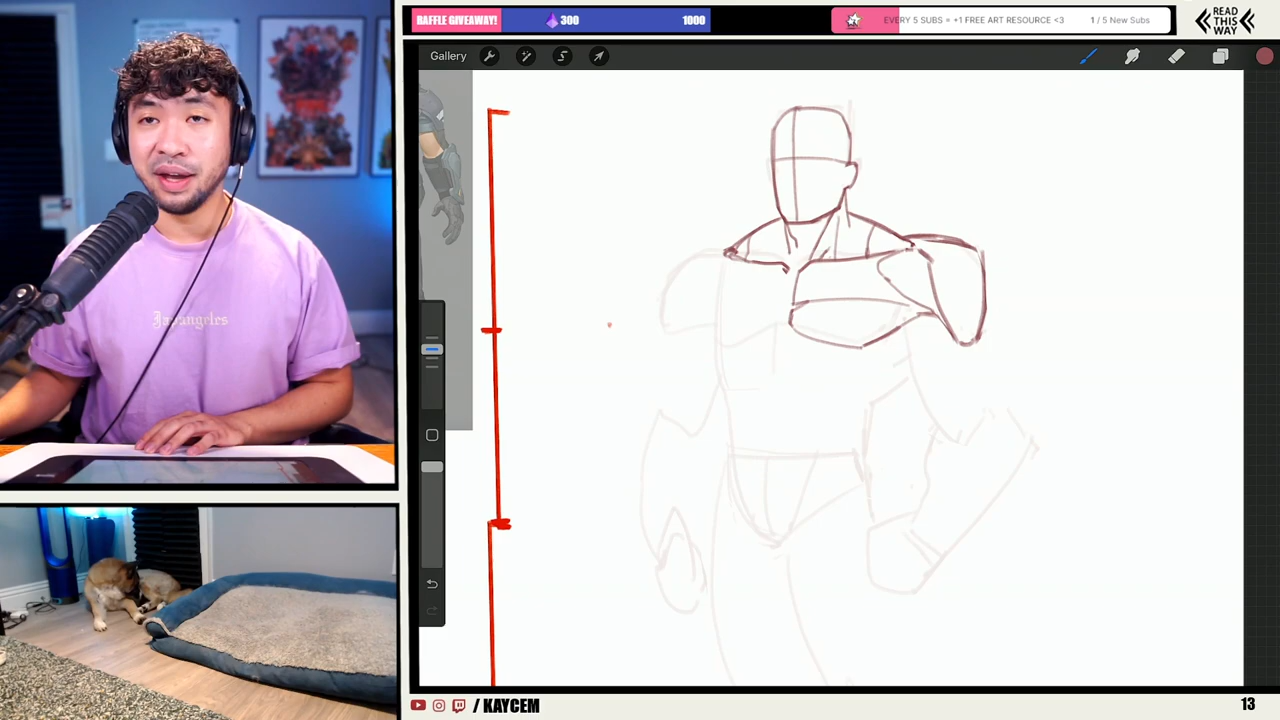 RAFFLE GIVEAWAY!
300
1000
EVERY 5 SUBS = +1 FREE ART RESOURCE <3
1 / 5 New Subs
READ
THIS
WAY
Gallery
Josangeles
/ KAYCEM
13